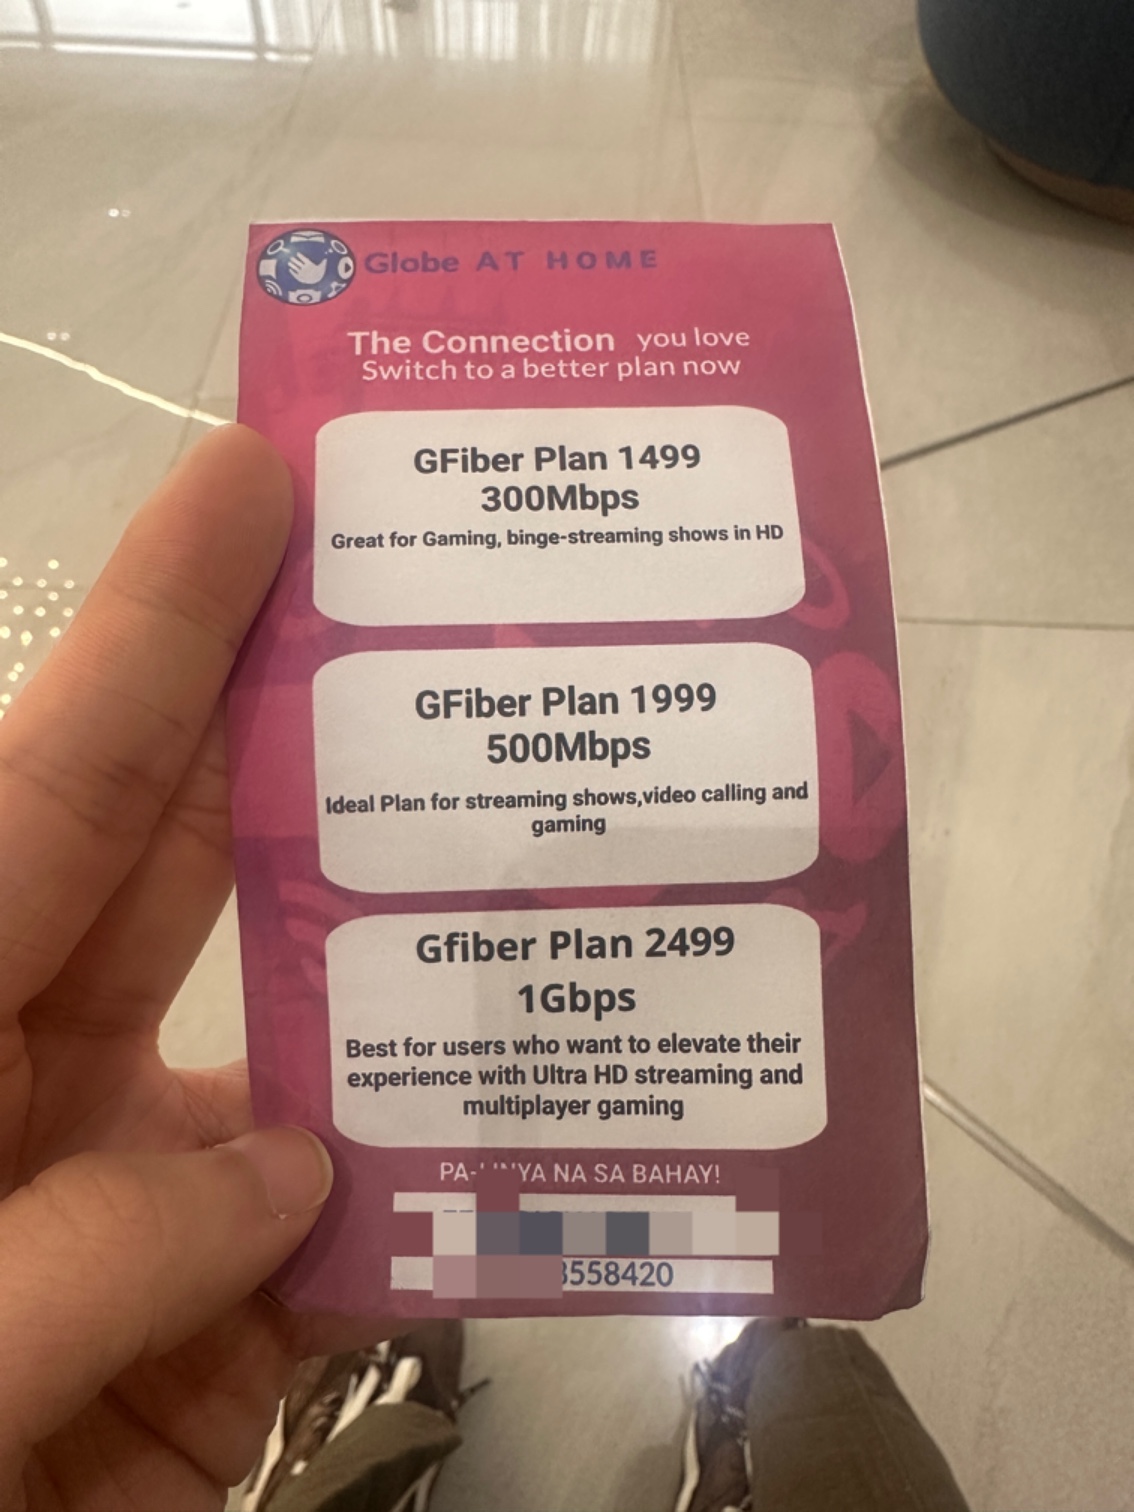 Globe AT HOME
The Connection you love
Switch to a better plan now
GFiber Plan 1499
300Mbps
Great for Gaming, binge-streaming shows in HD
GFiber Plan 1999
500Mbps
Ideal Plan for streaming shows,video calling and
gaming
Gfiber Plan 2499
1Gbps
Best for users who want to elevate their
experience with Ultra HD streaming and
multiplayer gaming
NA SA BAHAY!
558420